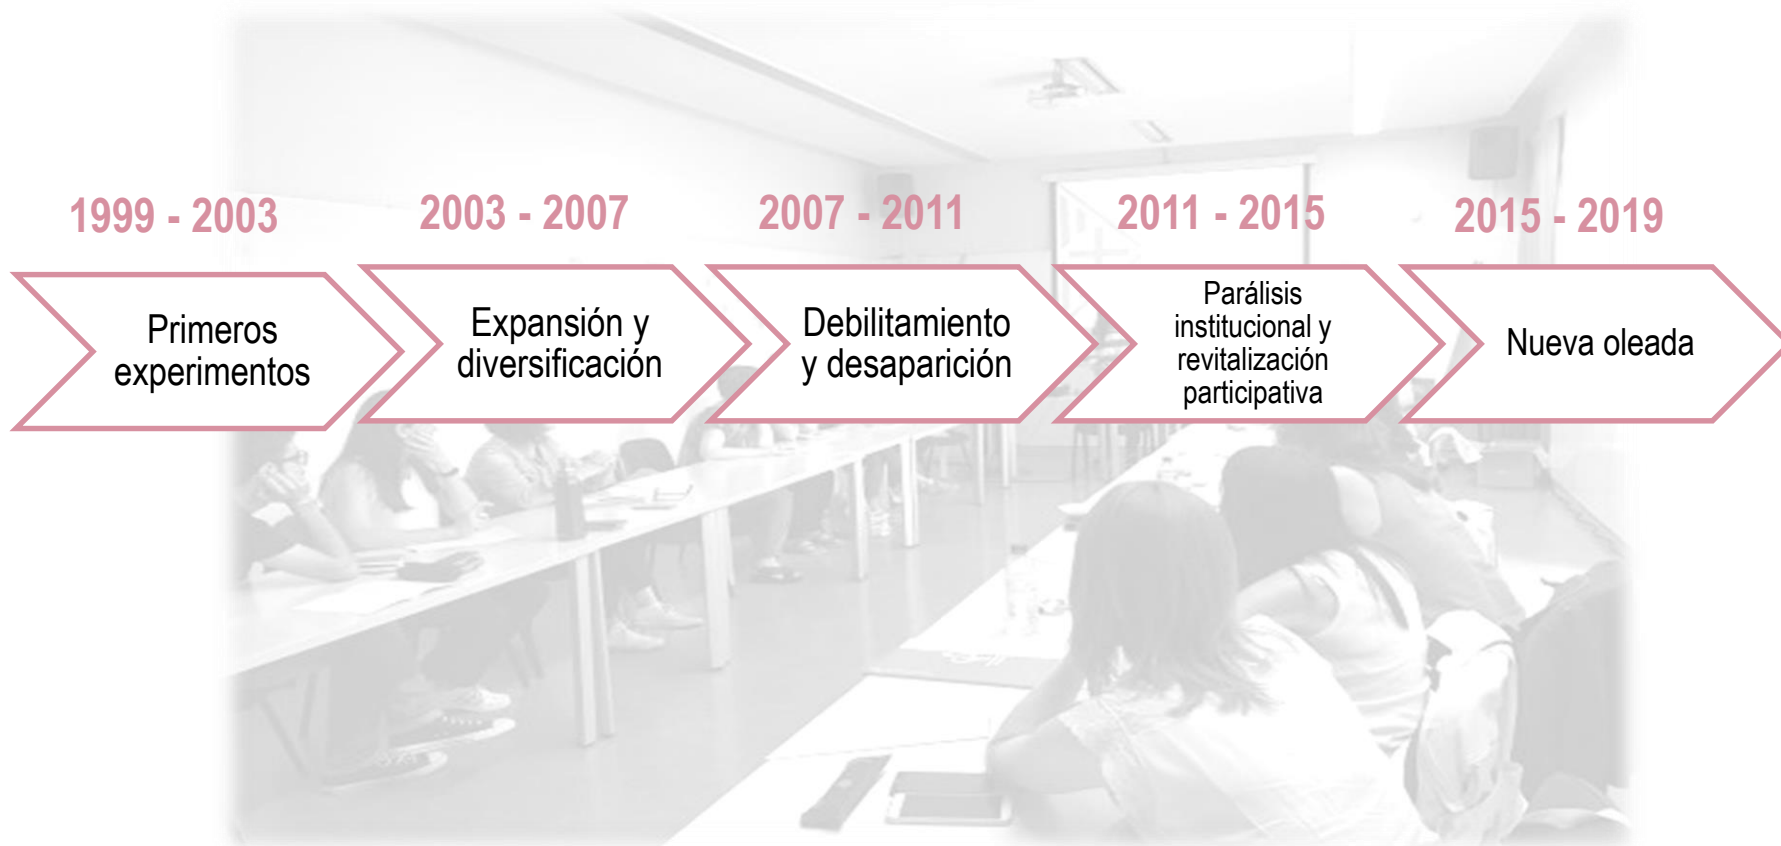 1999 - 2003
2003 - 2007
2007 - 2011
2011 - 2015
2015 - 2019
Primeros
experimentos
Expansión y
diversificación
Debilitamiento
y desaparición
Parálisis
institucional y
revitalización
participativa
Nueva oleada